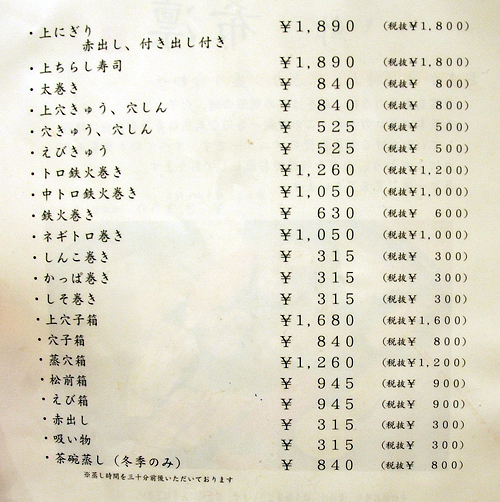 ・上にぎり ￥1,890 (税抜￥1,800)
赤出し、付き出し付き
・上ちらし寿司 ￥1,890 (税抜￥1,800)
・太巻き ￥840 (税抜￥ 800)
・上穴きゅう、穴しん ￥840 (税抜￥ 800)
・穴きゅう、穴しん ￥525 (税抜￥ 500)
・えびきゅう ￥525 (税抜￥ 500)
・トロ鉄火巻き ￥1,260 (税抜￥1,200)
・中トロ鉄火巻き ￥1,050 (税抜￥1,000)
・鉄火巻き ￥630 (税抜￥ 600)
・ネギトロ巻き ￥1,050 (税抜￥1,000)
・しんこ巻き ￥315 (税抜￥ 300)
・かっぱ巻き ￥315 (税抜￥ 300)
・しそ巻き ￥315 (税抜￥ 300)
・上穴子箱 ￥1,680 (税抜￥1,600)
・穴子箱 ￥840 (税抜￥ 800)
・蒸穴箱 ￥1,260 (税抜￥1,200)
・松前箱 ￥945 (税抜￥ 900)
・えび箱 ￥945 (税抜￥ 900)
・赤出し ￥315 (税抜￥ 300)
・吸い物 ￥315 (税抜￥ 300)
・茶碗蒸し（冬季のみ） ￥840 (税抜￥ 800)
※蒸し時間を三十分前後いただいております